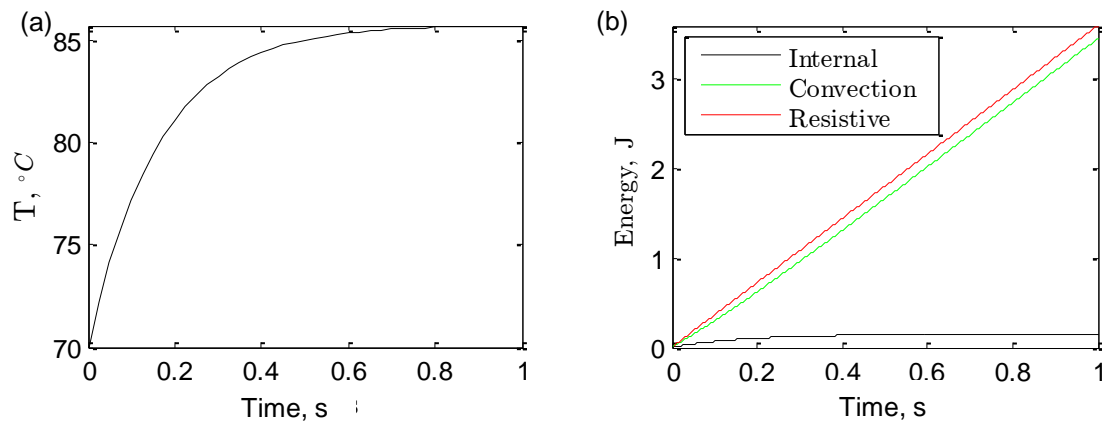 (a)
85
80
75
70
T, °C
0 0.2 0.4 0.6 0.8 1
Time, s
(b)
Internal
Convection
Resistive
3
2
1
0
Energy, J
0 0.2 0.4 0.6 0.8 1
Time, s